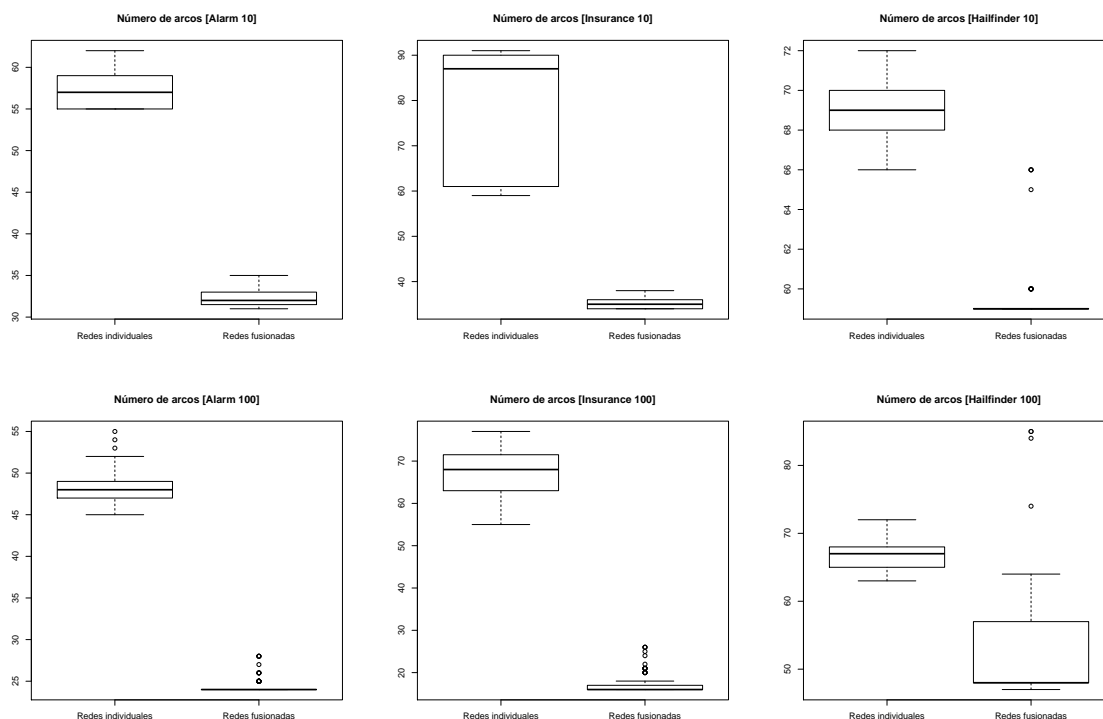 Número de arcos [Alarm 10]
60
55
50
45
40
35
30
Redes individuales
Redes fusionadas
Número de arcos [Insurance 10]
90
80
70
60
50
40
Redes individuales
Redes fusionadas
Número de arcos [Hailfinder 10]
72
70
68
66
64
62
60
Redes individuales
Redes fusionadas
Número de arcos [Alarm 100]
55
50
45
40
35
30
25
Redes individuales
Redes fusionadas
Número de arcos [Insurance 100]
70
60
50
40
30
20
Redes individuales
Redes fusionadas
Número de arcos [Hailfinder 100]
80
70
60
50
Redes individuales
Redes fusionadas